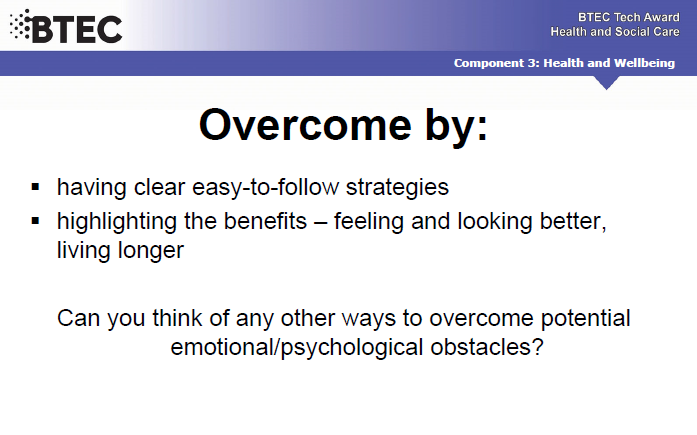 BTEC
BTEC Tech Award
Health and Social Care
Component 3: Health and Wellbeing
Overcome by:
▪ having clear easy-to-follow strategies
▪ highlighting the benefits – feeling and looking better,
living longer
Can you think of any other ways to overcome potential
emotional/psychological obstacles?